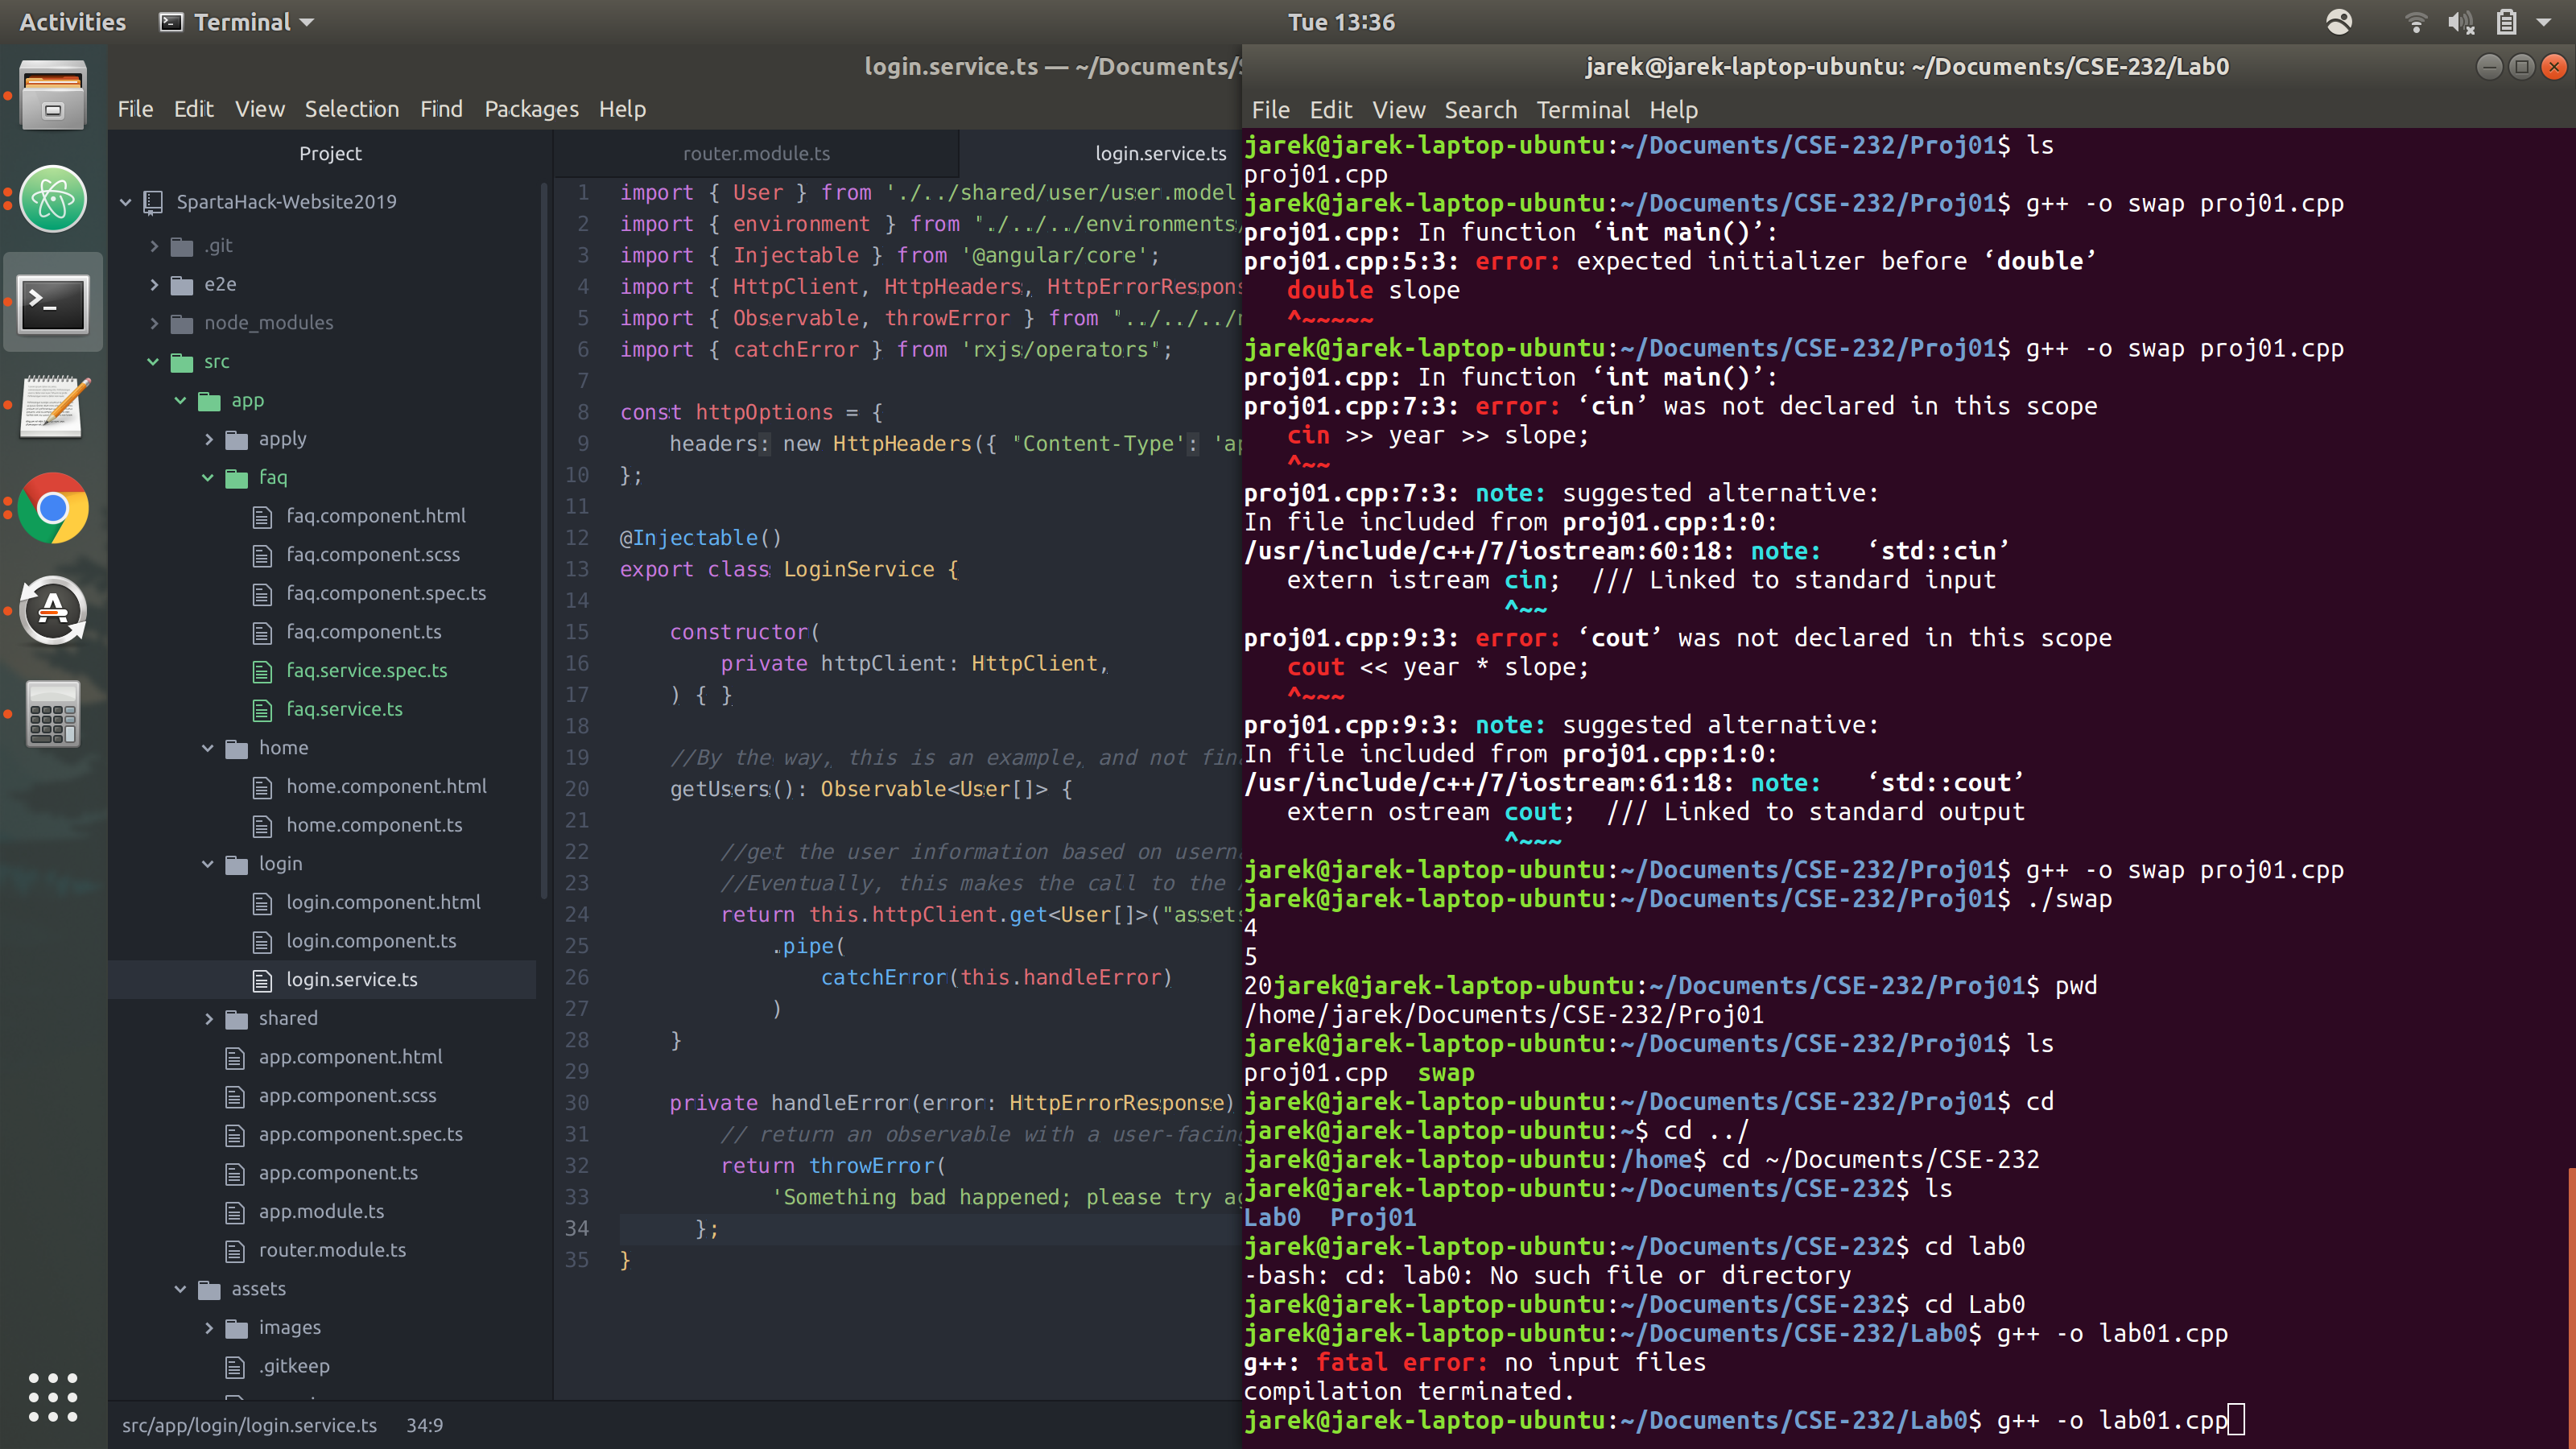 Activities
Terminal
Tue 13:36
login.service.ts — ~/Documents/S
File Edit View Selection Find Packages Help
Project
SpartaHack-Website2019
.git
e2e
node_modules
src
app
apply
faq
faq.component.html
faq.component.scss
faq.component.spec.ts
faq.component.ts
faq.service.spec.ts
faq.service.ts
home
home.component.html
home.component.ts
login
login.component.html
login.component.ts
login.service.ts
shared
app.component.html
app.component.scss
app.component.spec.ts
app.component.ts
app.module.ts
router.module.ts
assets
images
.gitkeep
src/app/login/login.service.ts 34:9
router.module.ts
login.service.ts
1 import { User } from './../shared/user/user.model
2 import { environment } from "./../../environments/
3 import { Injectable } from '@angular/core';
4 import { HttpClient, HttpHeaders, HttpErrorRespons
5 import { Observable, throwError } from "../../../
6 import { catchError } from 'rxjs/operators";
7
8 const httpOptions = {
9 headers: new HttpHeaders({ "Content-Type': 'ap
10 };
11
12 @Injectable()
13 export class LoginService {
14
15 constructor(
16 private httpClient: HttpClient,
17 ) { }
18
19 //By the way, this is an example, and not fina
20 getUsers(): Observable<User[]> {
21
22 //get the user information based on userna
23 //Eventually, this makes the call to the
24 return this.httpClient.get<User[]>("assets
25 .pipe(
26 catchError(this.handleError)
27 )
28 }
29
30 private handleError(error: HttpErrorResponse)
31 // return an observable with a user-facing
32 return throwError(
33 'Something bad happened; please try ag
34 };
35 }
jarek@jarek-laptop-ubuntu: ~/Documents/CSE-232/Lab0
File Edit View Search Terminal Help
jarek@jarek-laptop-ubuntu:~/Documents/CSE-232/Proj01$ ls
proj01.cpp
jarek@jarek-laptop-ubuntu:~/Documents/CSE-232/Proj01$ g++ -o swap proj01.cpp
proj01.cpp: In function ‘int main()’:
proj01.cpp:5:3: error: expected initializer before ‘double’
double slope
^~~~~~
jarek@jarek-laptop-ubuntu:~/Documents/CSE-232/Proj01$ g++ -o swap proj01.cpp
proj01.cpp: In function ‘int main()’:
proj01.cpp:7:3: error: ‘cin’ was not declared in this scope
cin >> year >> slope;
^~~
proj01.cpp:7:3: note: suggested alternative:
In file included from proj01.cpp:1:0:
/usr/include/c++/7/iostream:60:18: note: ‘std::cin’
extern istream cin; /// Linked to standard input
^~~
proj01.cpp:9:3: error: ‘cout’ was not declared in this scope
cout << year * slope;
^~~~
proj01.cpp:9:3: note: suggested alternative:
In file included from proj01.cpp:1:0:
/usr/include/c++/7/iostream:61:18: note: ‘std::cout’
extern ostream cout; /// Linked to standard output
^~~~
jarek@jarek-laptop-ubuntu:~/Documents/CSE-232/Proj01$ g++ -o swap proj01.cpp
jarek@jarek-laptop-ubuntu:~/Documents/CSE-232/Proj01$ ./swap
4
5
20jarek@jarek-laptop-ubuntu:~/Documents/CSE-232/Proj01$ pwd
/home/jarek/Documents/CSE-232/Proj01
jarek@jarek-laptop-ubuntu:~/Documents/CSE-232/Proj01$ ls
proj01.cpp swap
jarek@jarek-laptop-ubuntu:~/Documents/CSE-232/Proj01$ cd
jarek@jarek-laptop-ubuntu:~$ cd ../
jarek@jarek-laptop-ubuntu:/home$ cd ~/Documents/CSE-232
jarek@jarek-laptop-ubuntu:~/Documents/CSE-232$ ls
Lab0 Proj01
jarek@jarek-laptop-ubuntu:~/Documents/CSE-232$ cd lab0
-bash: cd: lab0: No such file or directory
jarek@jarek-laptop-ubuntu:~/Documents/CSE-232$ cd Lab0
jarek@jarek-laptop-ubuntu:~/Documents/CSE-232/Lab0$ g++ -o lab01.cpp
g++: fatal error: no input files
compilation terminated.
jarek@jarek-laptop-ubuntu:~/Documents/CSE-232/Lab0$ g++ -o lab01.cpp